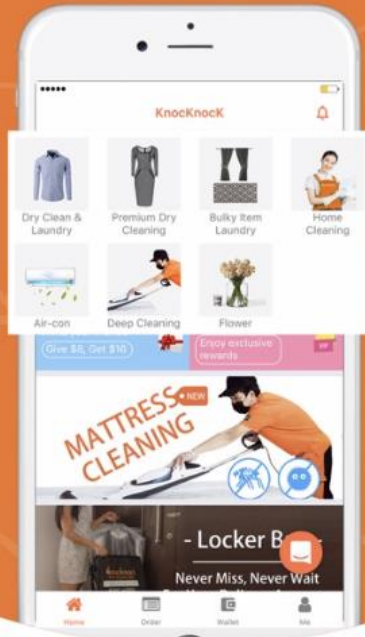 KnocKnocK
Dry Clean &
Laundry
Premium Dry
Cleaning
Bulky Item
Laundry
Home
Cleaning
Air-con
Deep Cleaning
Flower
Give $8, Get $16
Enjoy exclusive
rewards
VIP
MATTRESS
NEW
CLEANING
- Locker B
Never Miss, Never Wait
Home
Order
Wallet
Me